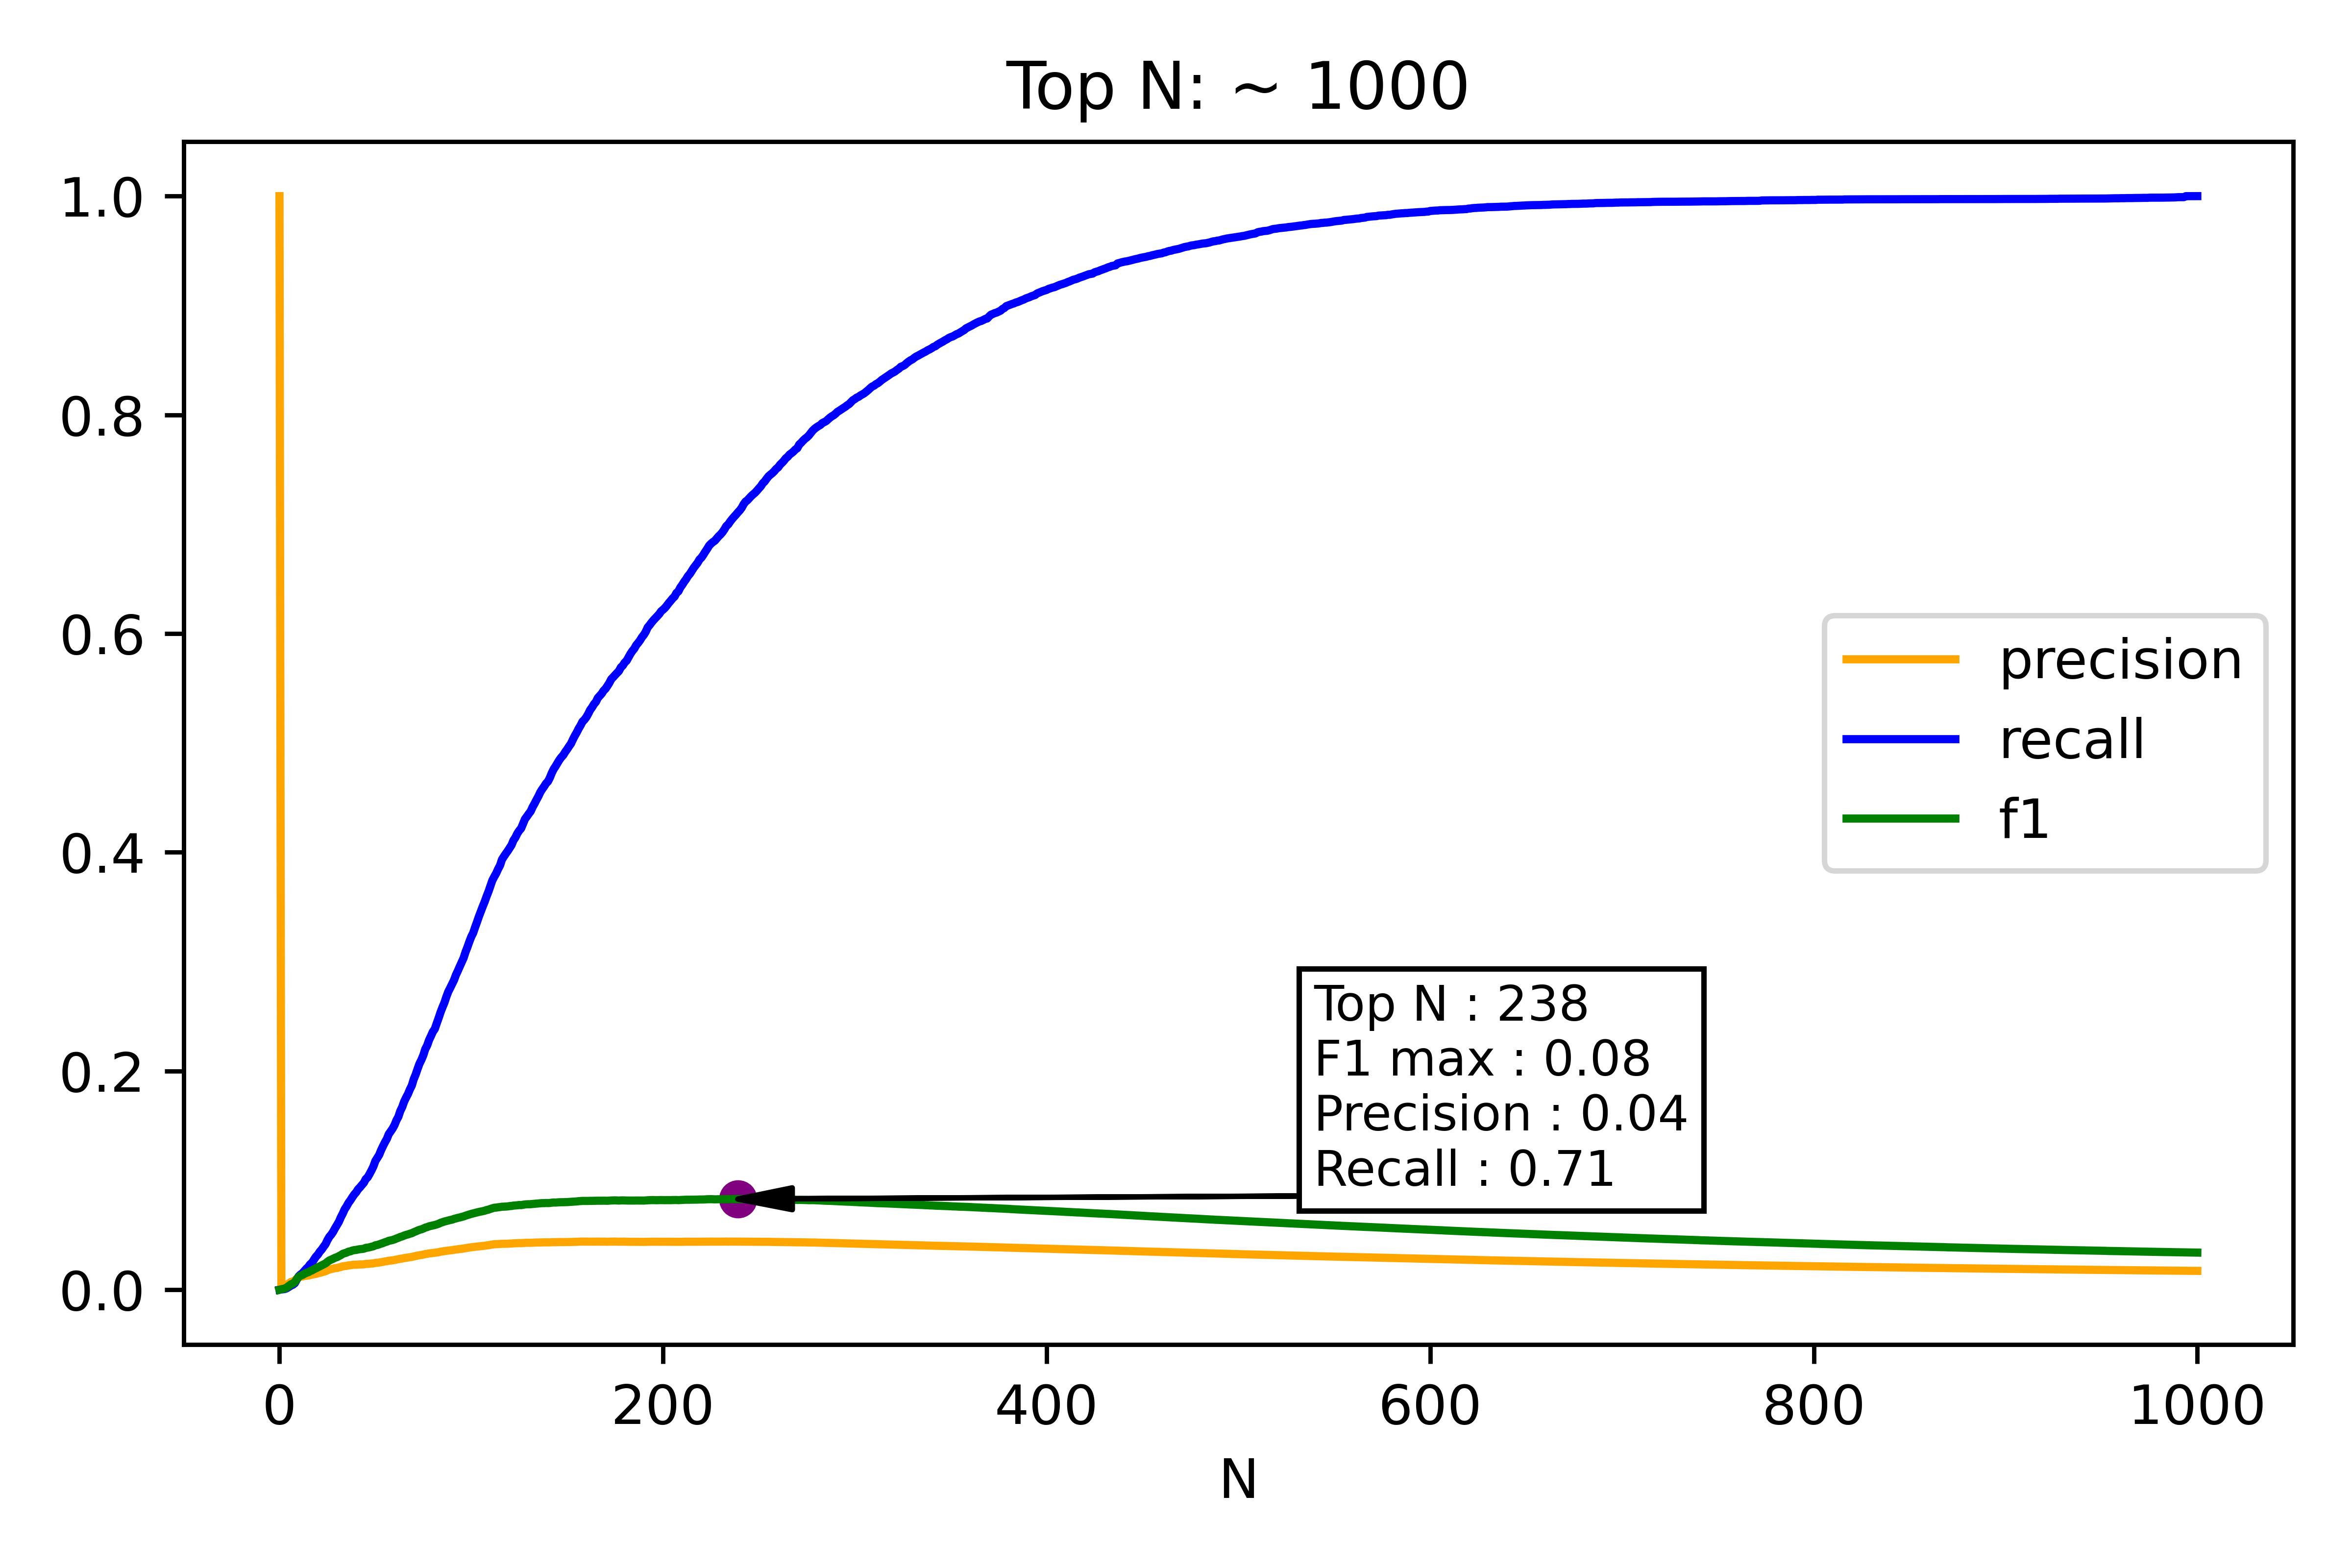 Top N: ~ 1000
1.0
0.8
0.6
0.4
0.2
0.0
precision
recall
f1
Top N : 238
F1 max : 0.08
Precision : 0.04
Recall : 0.71
0 200 400 600 800 1000
N